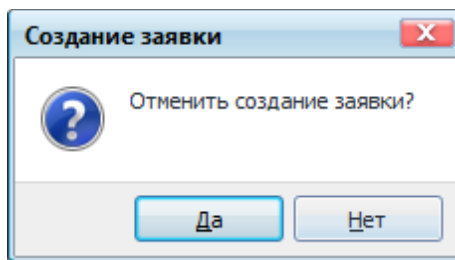 Создание заявки
Отменить создание заявки?
Да
Нет